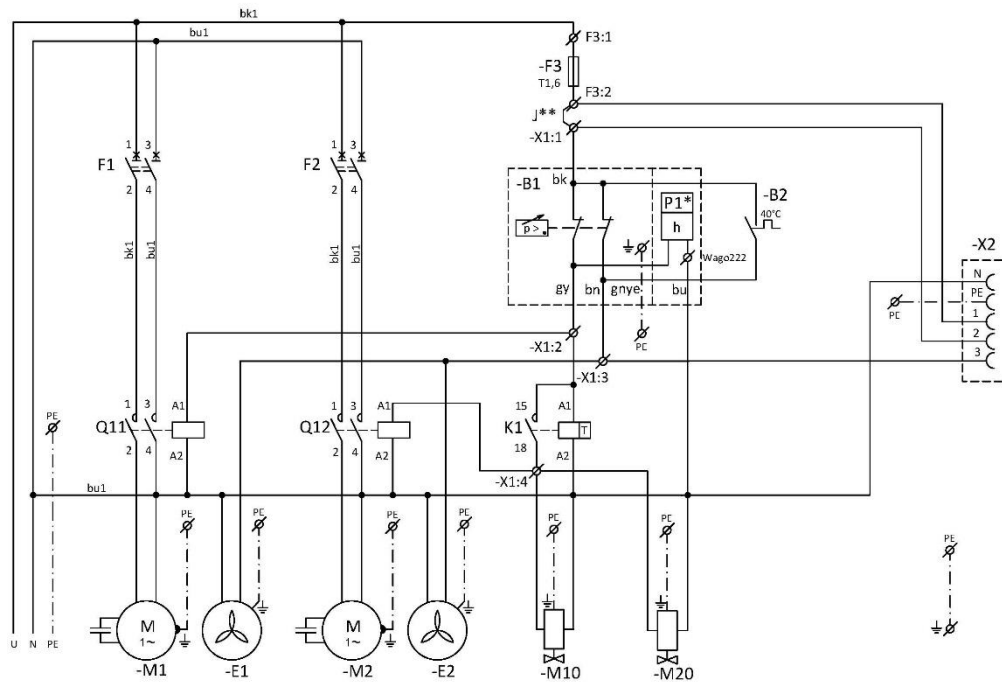 bk1
bu1
F3:1
-F3
T1,6
F3:2
J**
-X1:1
1 3
F1
2 4
1 3
F2
2 4
-B1
bk
P1*
h
p>
-B2
40°C
Wago222
-X2
N
PE
1
2
3
PE
bk1
bu1
bk1
bu1
gy
bn
gnye
bu
PE
-X1:2
-X1:3
1 3
A1
Q11
2 4
A2
1 3
A1
Q12
2 4
A2
15
K1
18
A1
T
A2
-X1:4
PE
bu1
PE
PE
PE
PE
PE
PE
PE
M
1~
M
1~
U N PE
-M1
-E1
-M2
-E2
-M10
-M20